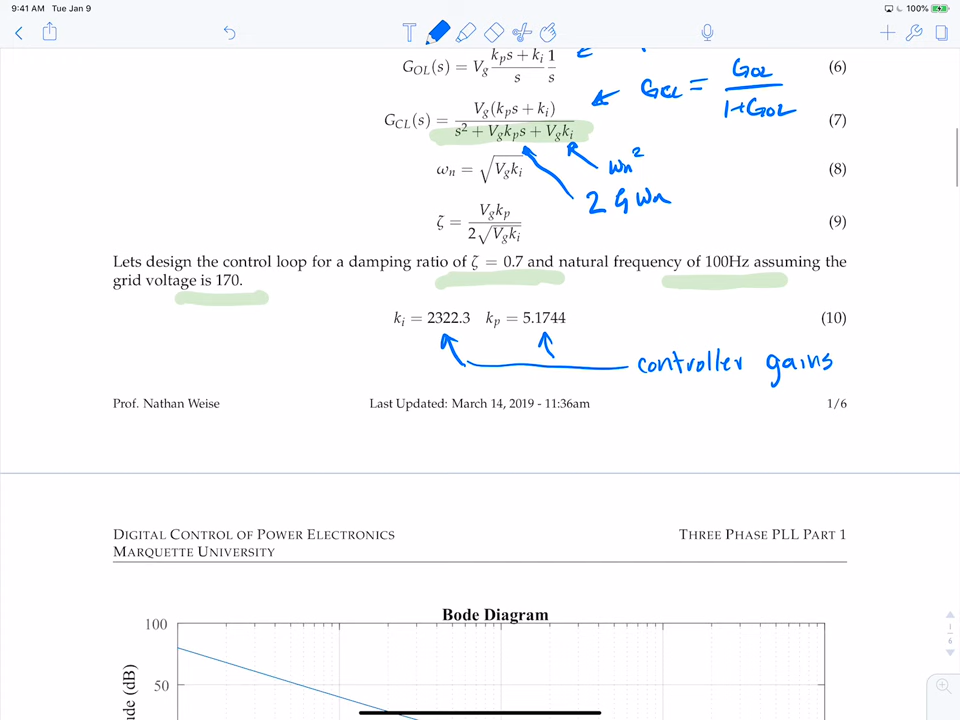 9:41 AM Tue Jan 9
100%
G_OL(s) = V_g (k_p s + k_i)/s 1/s (6)
G_CL = G_OL / (1 + G_OL)
G_CL(s) = V_g(k_p s + k_i) / (s² + V_g k_p s + V_g k_i) (7)
ω_n = √(V_g k_i) (8)
ωn²
2 ζ ωn
ζ = V_g k_p / (2√(V_g k_i)) (9)
Lets design the control loop for a damping ratio of ζ = 0.7 and natural frequency of 100Hz assuming the
grid voltage is 170.
k_i = 2322.3 k_p = 5.1744 (10)
controller gains
Prof. Nathan Weise Last Updated: March 14, 2019 - 11:36am 1/6
DIGITAL CONTROL OF POWER ELECTRONICS THREE PHASE PLL PART 1
MARQUETTE UNIVERSITY
Bode Diagram
100
50
1
6